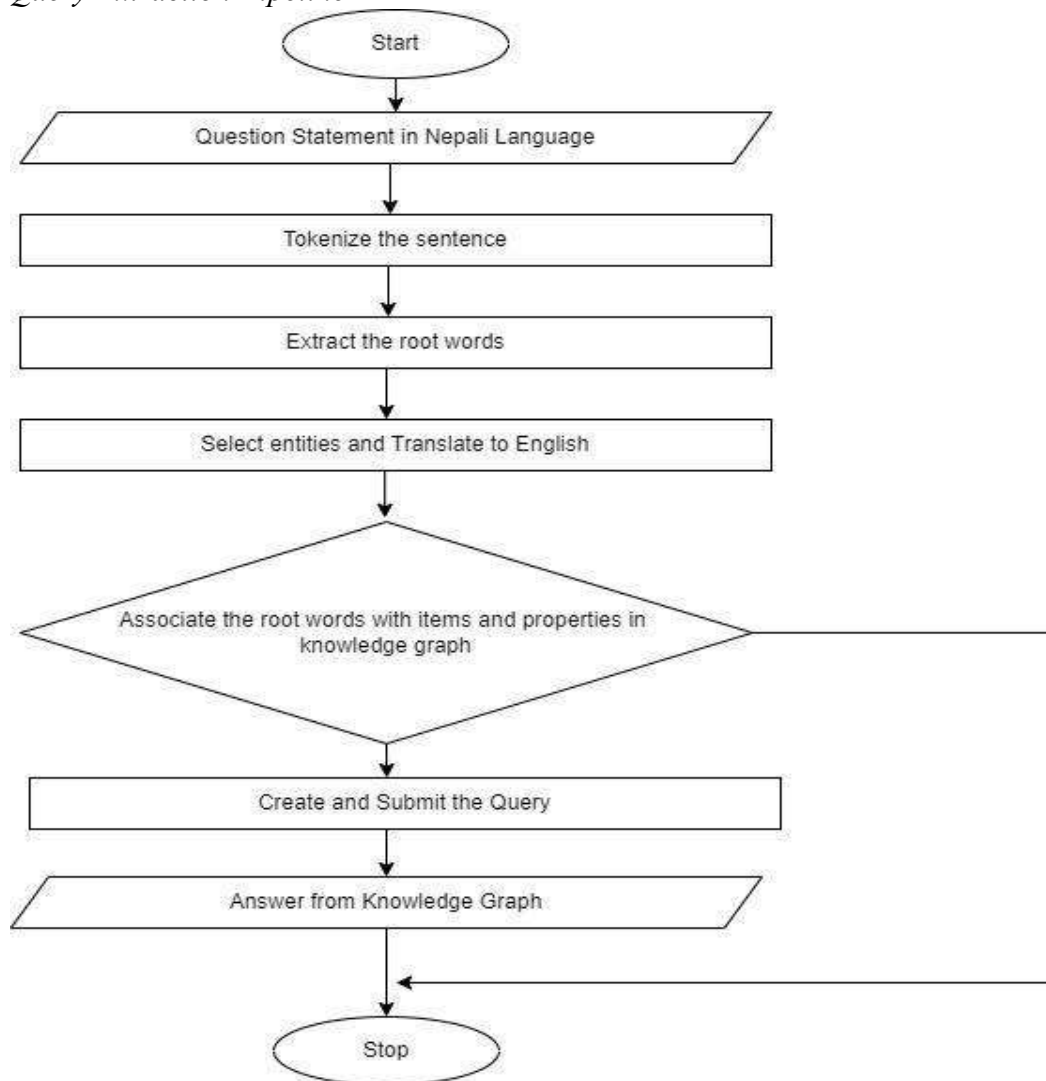 Start
Question Statement in Nepali Language
Tokenize the sentence
Extract the root words
Select entities and Translate to English
Associate the root words with items and properties in
knowledge graph
Create and Submit the Query
Answer from Knowledge Graph
Stop